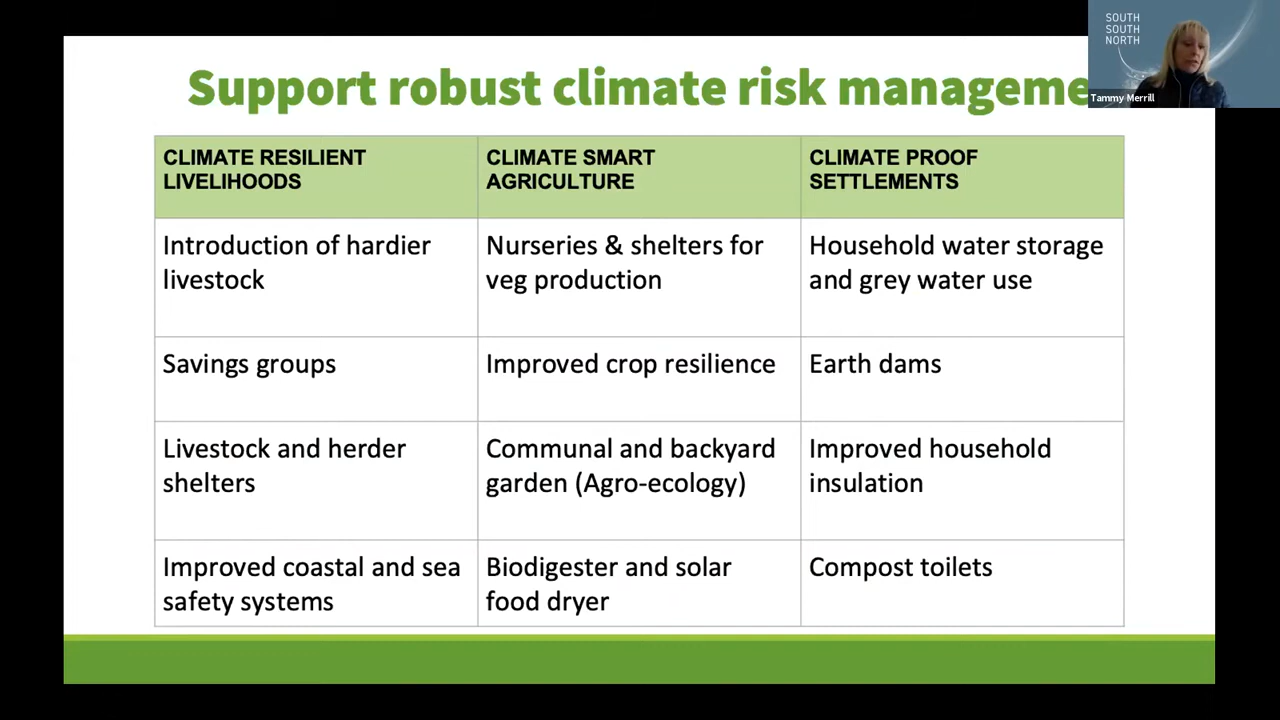 SOUTH
SOUTH
NORTH
Tammy Merrill
Support robust climate risk manageme
CLIMATE RESILIENT
LIVELIHOODS
CLIMATE SMART
AGRICULTURE
CLIMATE PROOF
SETTLEMENTS
Introduction of hardier
livestock
Nurseries & shelters for
veg production
Household water storage
and grey water use
Savings groups
Improved crop resilience
Earth dams
Livestock and herder
shelters
Communal and backyard
garden (Agro-ecology)
Improved household
insulation
Improved coastal and sea
safety systems
Biodigester and solar
food dryer
Compost toilets